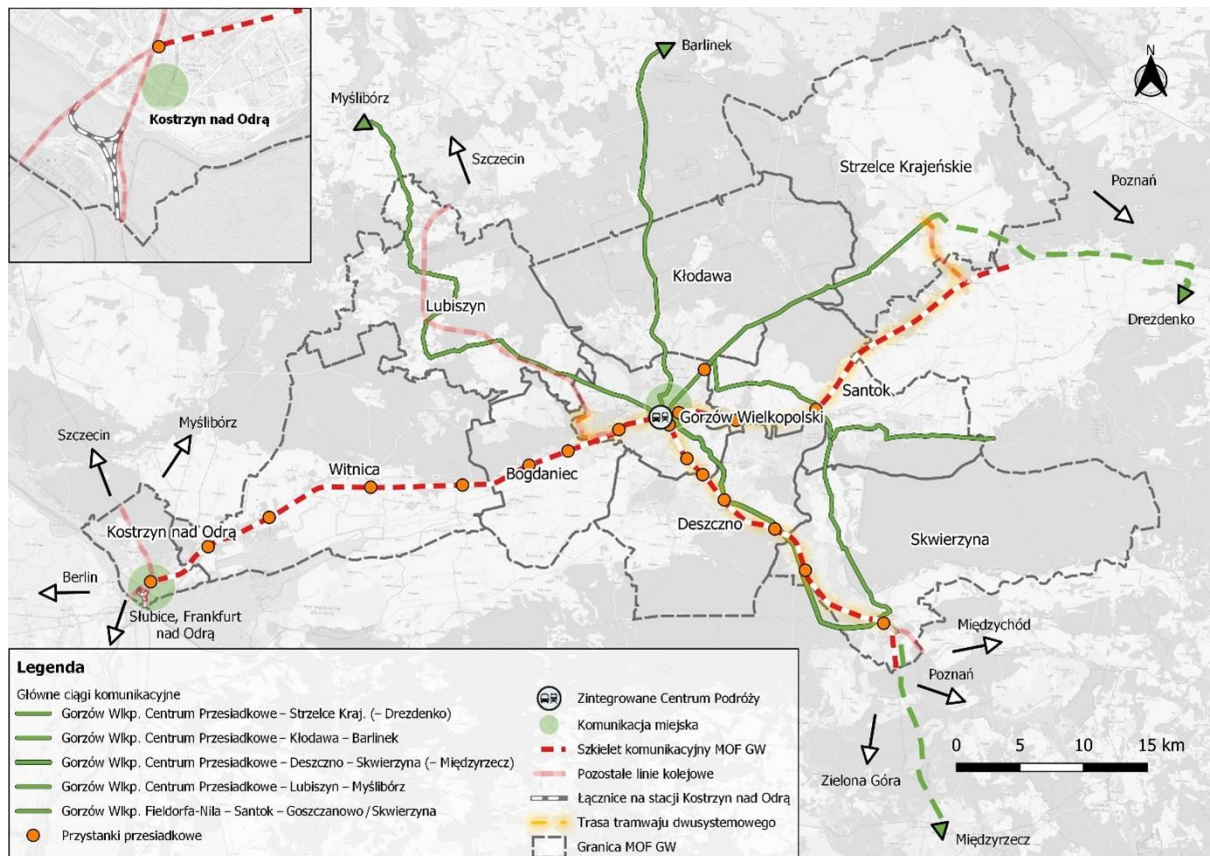 Kostrzyn nad Odrą
Barlinek
N
Myślibórz
Szczecin
Strzelce Krajeńskie
Poznań
Kłodawa
Lubiszyn
Drezdenko
Santok
Gorzów Wielkopolski
Myślibórz
Szczecin
Witnica
Bogdaniec
Deszczno
Kostrzyn nad Odrą
Skwierzyna
Berlin
Słubice, Frankfurt
nad Odrą
Międzychód
Poznań
Zielona Góra
0 5 10 15 km
Międzyrzecz
Legenda
Główne ciągi komunikacyjne
Gorzów Wlkp. Centrum Przesiadkowe – Strzelce Kraj. (– Drezdenko)
Gorzów Wlkp. Centrum Przesiadkowe – Kłodawa – Barlinek
Gorzów Wlkp. Centrum Przesiadkowe – Deszczno – Skwierzyna (– Międzyrzecz)
Gorzów Wlkp. Centrum Przesiadkowe – Lubiszyn – Myślibórz
Gorzów Wlkp. Fieldorfa-Nila – Santok – Goszczanowo/Skwierzyna
Przystanki przesiadkowe
Zintegrowane Centrum Podróży
Komunikacja miejska
Szkielet komunikacyjny MOF GW
Pozostałe linie kolejowe
Łącznice na stacji Kostrzyn nad Odrą
Trasa tramwaju dwusystemowego
Granica MOF GW